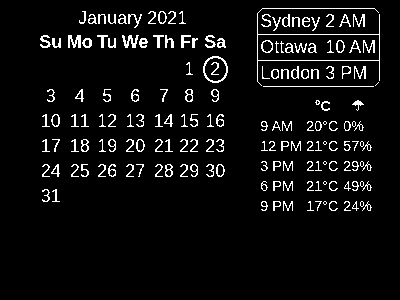 January 2021
Su Mo Tu We Th Fr Sa
1 2
3 4 5 6 7 8 9
10 11 12 13 14 15 16
17 18 19 20 21 22 23
24 25 26 27 28 29 30
31
Sydney 2 AM
Ottawa 10 AM
London 3 PM
°C ☂
9 AM 20°C 0%
12 PM 21°C 57%
3 PM 21°C 29%
6 PM 21°C 49%
9 PM 17°C 24%